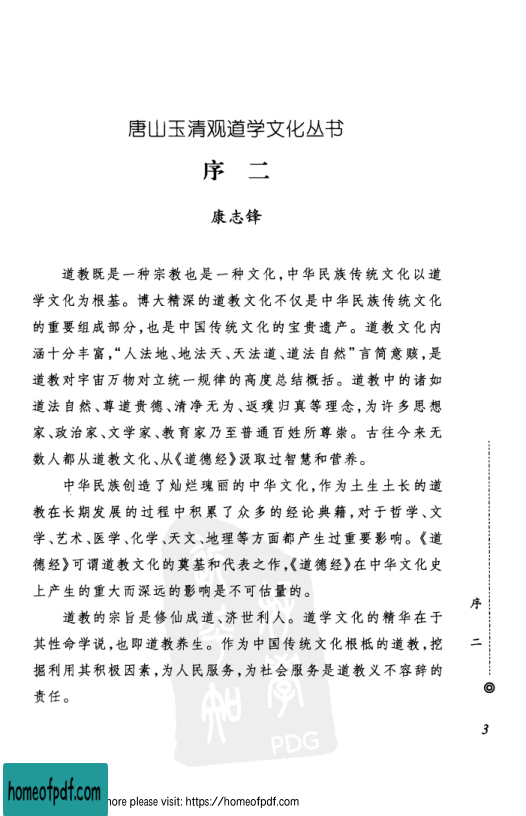 唐山玉清观道学文化丛书
序 二
康志锋
道教既是一种宗教也是一种文化,中华民族传统文化以道
学文化为根基。博大精深的道教文化不仅是中华民族传统文化
的重要组成部分,也是中国传统文化的宝贵遗产。道教文化内
涵十分丰富,“人法地、地法天、天法道、道法自然”言简意赅,是
道教对宇宙万物对立统一规律的高度总结概括。道教中的诸如
道法自然、尊道贵德、清净无为、返璞归真等理念,为许多思想
家、政治家、文学家、教育家乃至普通百姓所尊崇。古往今来无
数人都从道教文化、从《道德经》汲取过智慧和营养。
中华民族创造了灿烂瑰丽的中华文化,作为土生土长的道
教在长期发展的过程中积累了众多的经论典籍,对于哲学、文
学、艺术、医学、化学、天文、地理等方面都产生过重要影响。《道
德经》可谓道教文化的奠基和代表之作,《道德经》在中华文化史
上产生的重大而深远的影响是不可估量的。
道教的宗旨是修仙成道、济世利人。道学文化的精华在于
其性命学说,也即道教养生。作为中国传统文化根柢的道教,挖
掘利用其积极因素,为人民服务,为社会服务是道教义不容辞的
责任。
序
二
3
PDG
homeofpdf.com
more please visit: https://homeofpdf.com